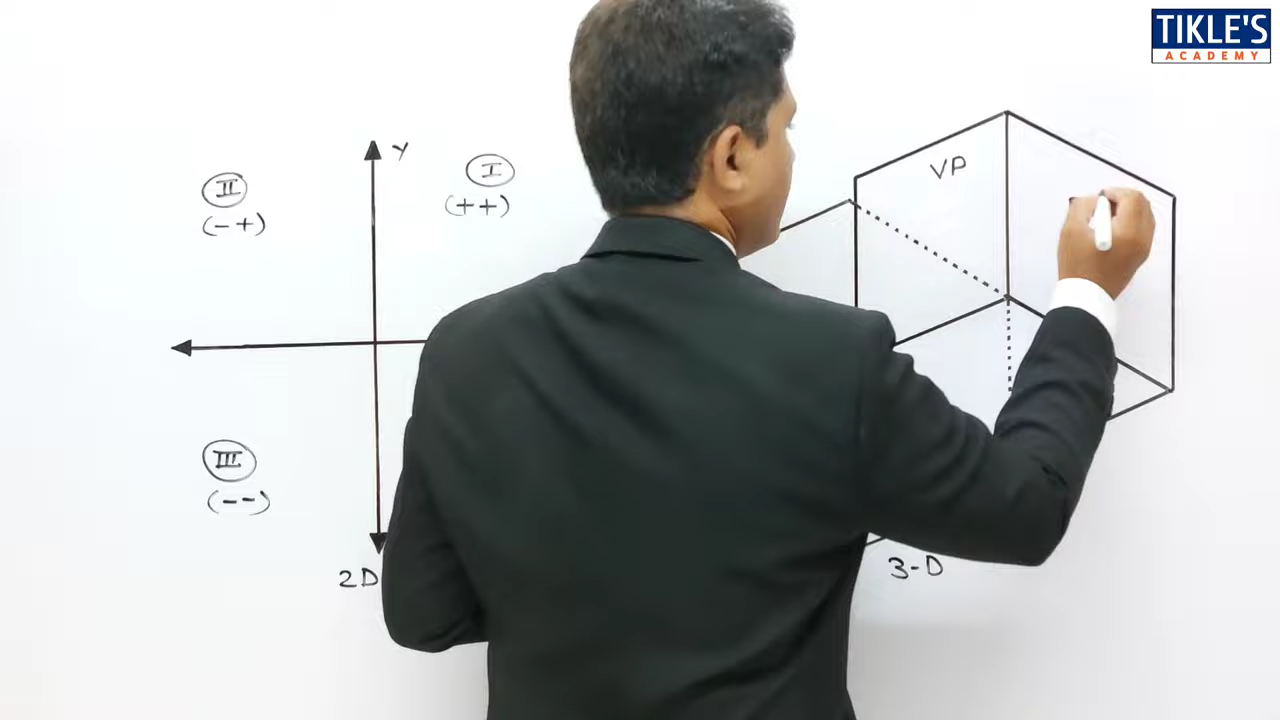 TIKLE'S
ACADEMY
Y
II
(-+)
I
(++)
VP
III
(--)
2D
3-D